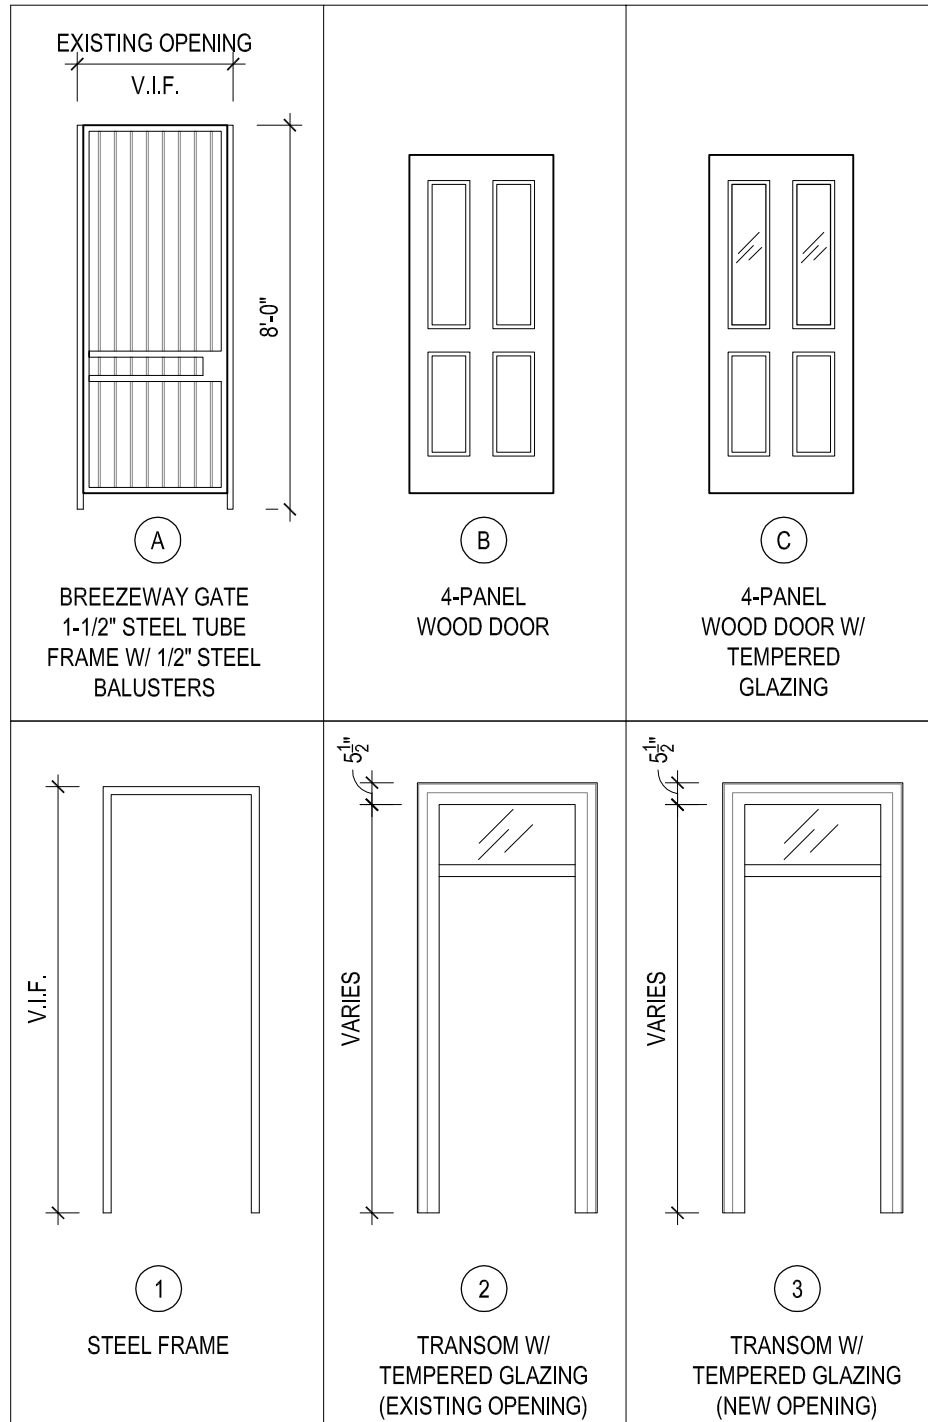 EXISTING OPENING
V.I.F.
8'-0"
A
BREEZEWAY GATE
1-1/2" STEEL TUBE
FRAME W/ 1/2" STEEL
BALUSTERS
B
4-PANEL
WOOD DOOR
C
4-PANEL
WOOD DOOR W/
TEMPERED
GLAZING
V.I.F.
1
STEEL FRAME
5 1/2"
VARIES
2
TRANSOM W/
TEMPERED GLAZING
(EXISTING OPENING)
5 1/2"
VARIES
3
TRANSOM W/
TEMPERED GLAZING
(NEW OPENING)